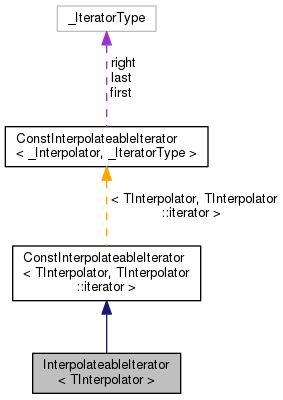 _IteratorType
right
last
first
ConstInterpolateableIterator
< _Interpolator, _IteratorType >
< TInterpolator, TInterpolator
::iterator >
ConstInterpolateableIterator
< TInterpolator, TInterpolator
::iterator >
InterpolateableIterator
< TInterpolator >